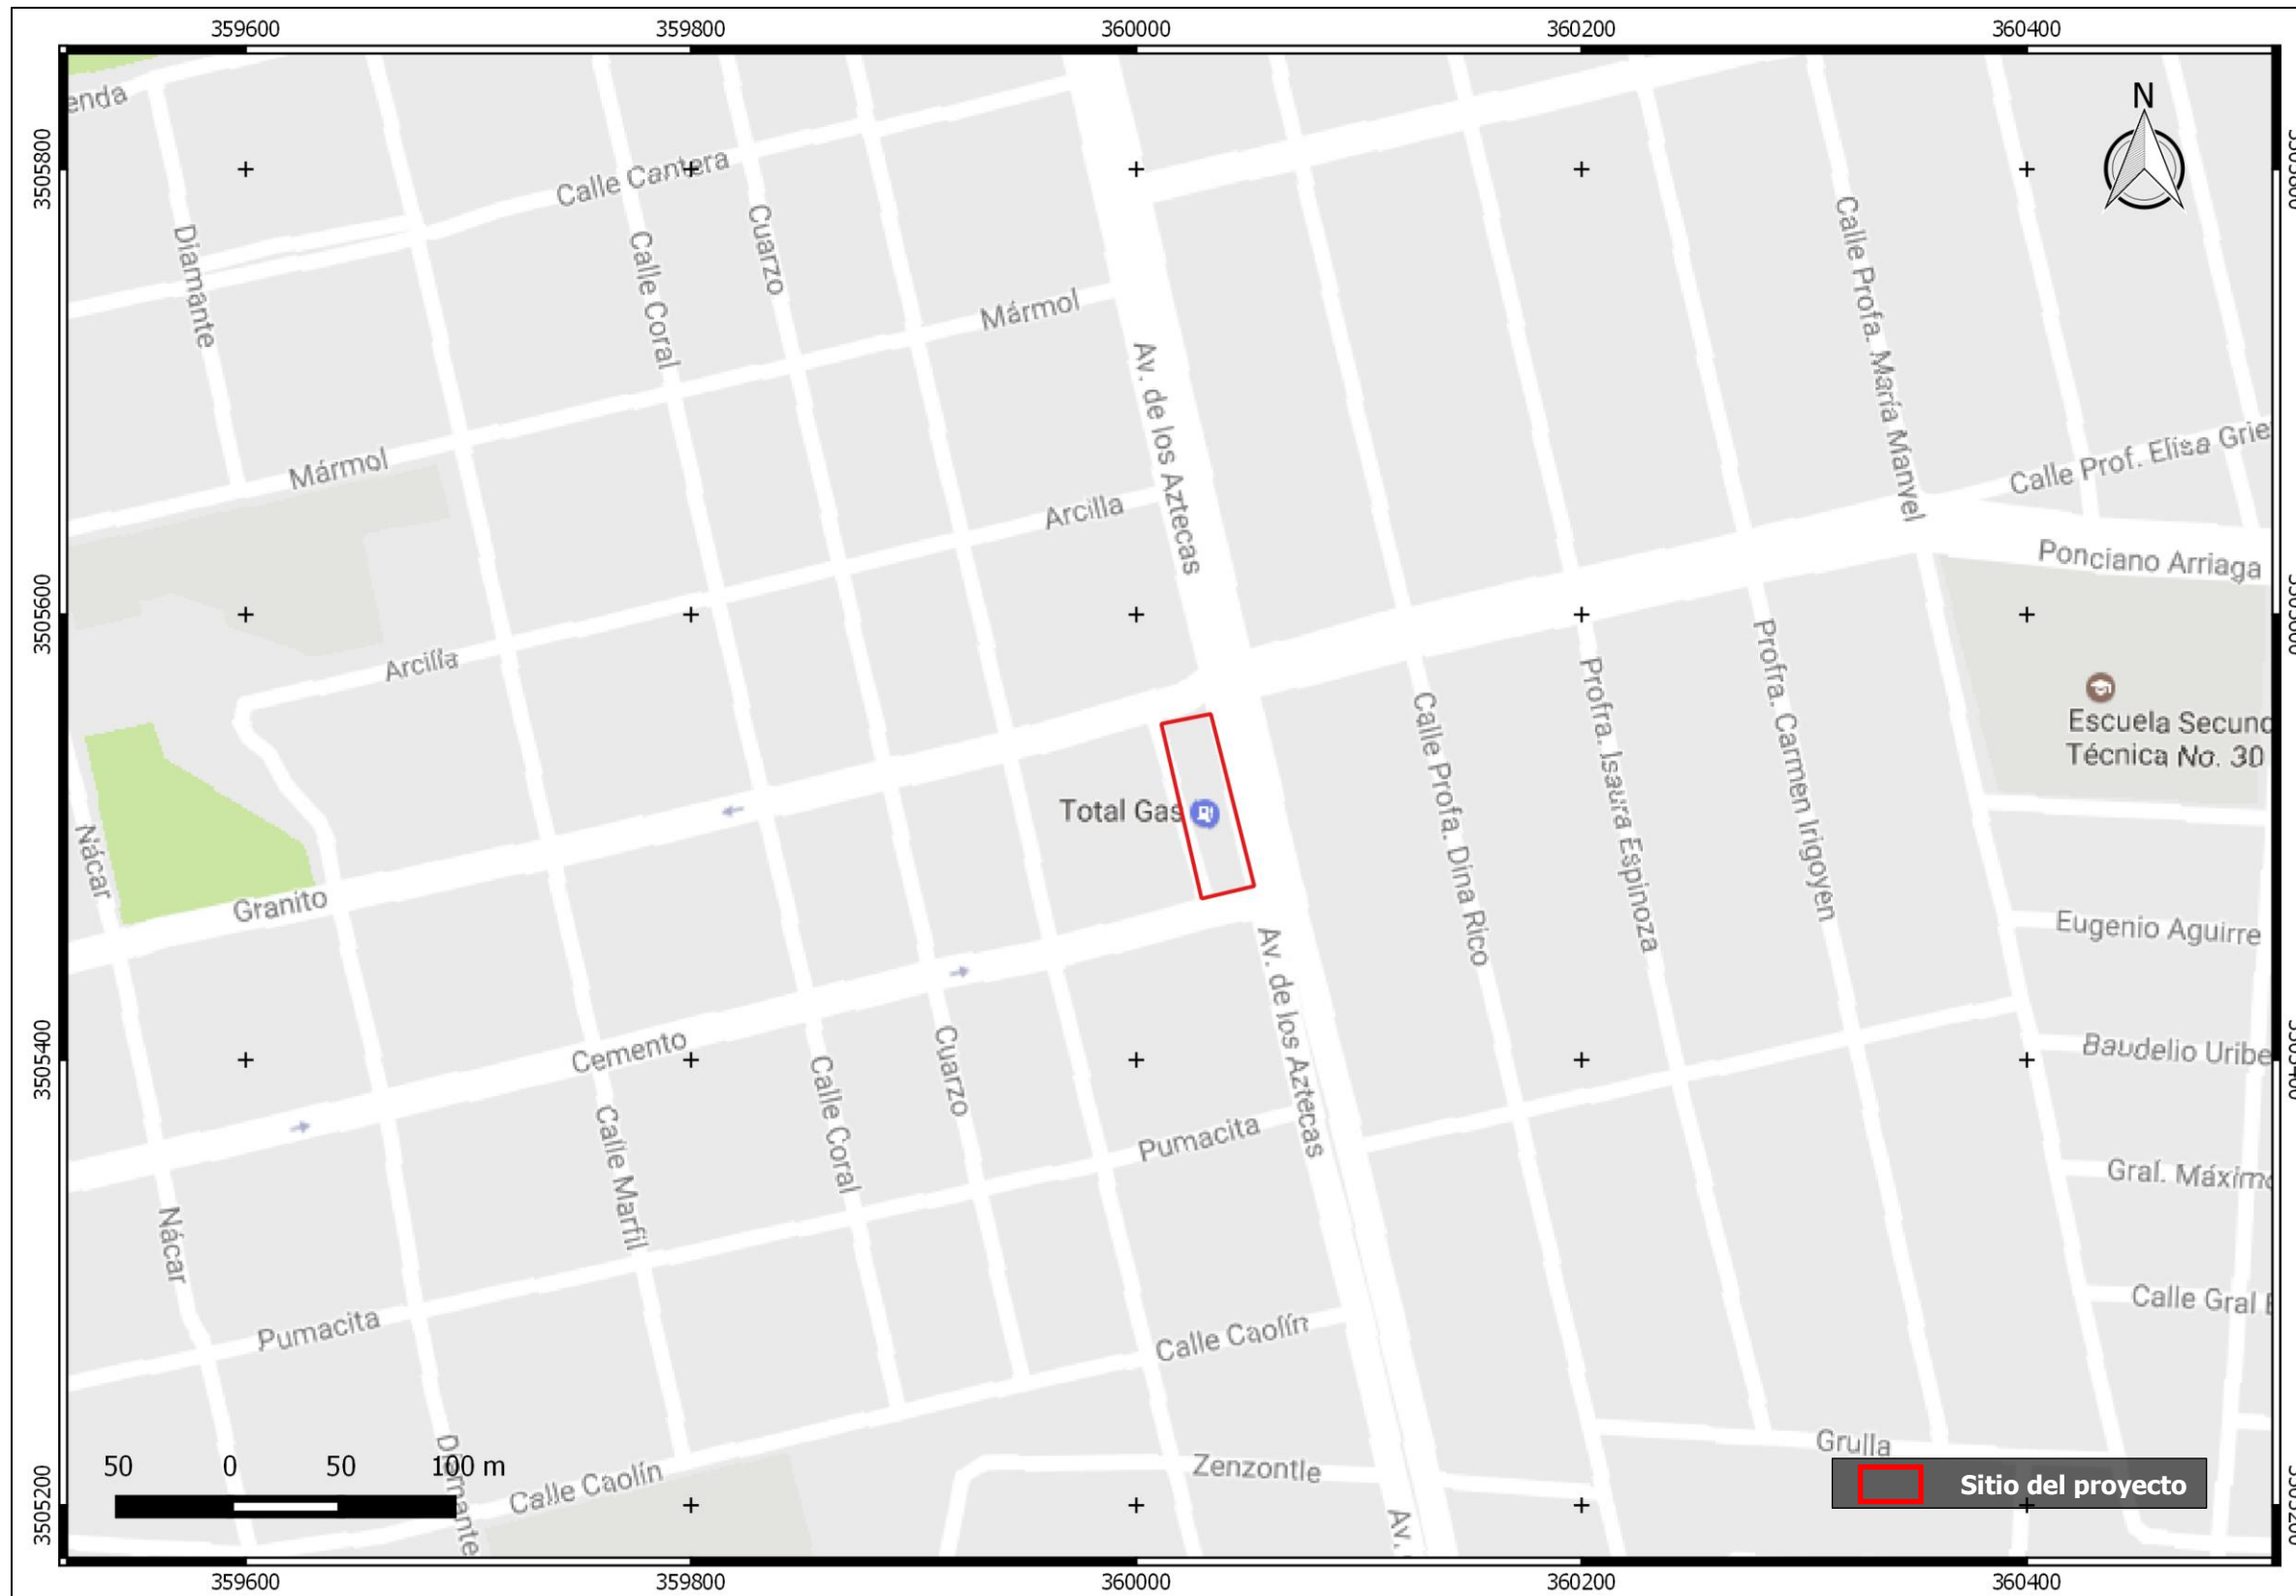 359600
359800
360000
360200
360400
enda
N
3505800
Calle Cantera
Diamante
Calle Coral
Cuarzo
Mármol
Calle Profa. María Manyel
Av. de los Aztecas
Mármol
Calle Prof. Elisa Grie
Arcilla
Ponciano Arriaga
3505600
Arcilla
Profra. Isaura Espinoza
Profra. Carmen Irigoyen
Calle Profa. Dina Rico
Escuela Secund
Técnica No. 30
Total Gas
Nácar
Granito
Eugenio Aguirre
Av. de los Aztecas
3505400
Cemento
Cuarzo
Calle Coral
Baudelio Uribe
Calle Marfil
Pumacita
Gral. Máximo
Nácar
Pumacita
Calle Caolín
Calle Gral
Diamante
Grulla
Zenzontle
50 0 50 100 m
Calle Caolín
3505200
Sitio del proyecto
Av.
359600
359800
360000
360200
360400